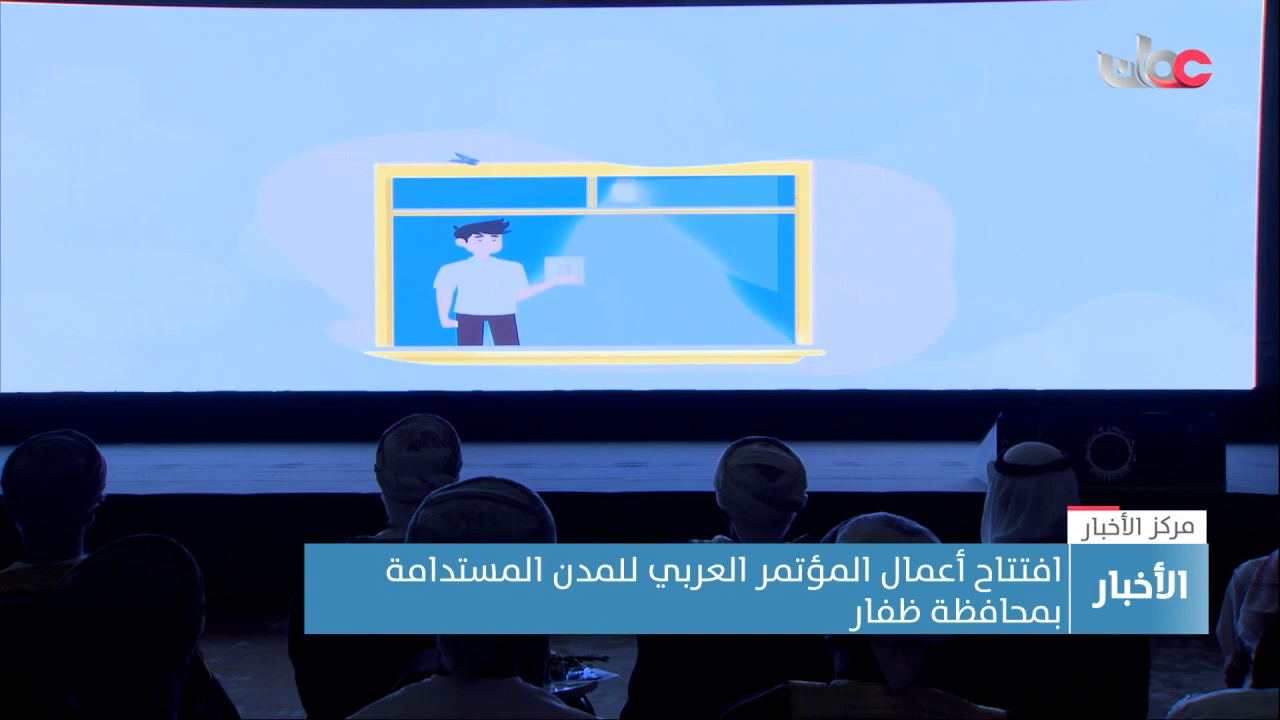 عمان
مركز الأخبار
الأخبار
افتتاح أعمال المؤتمر العربي للمدن المستدامة
بمحافظة ظفار